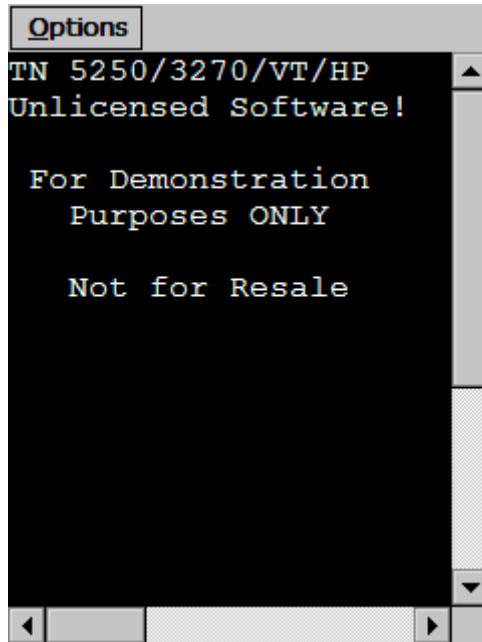 Options
TN 5250/3270/VT/HP
Unlicensed Software!
For Demonstration
Purposes ONLY
Not for Resale